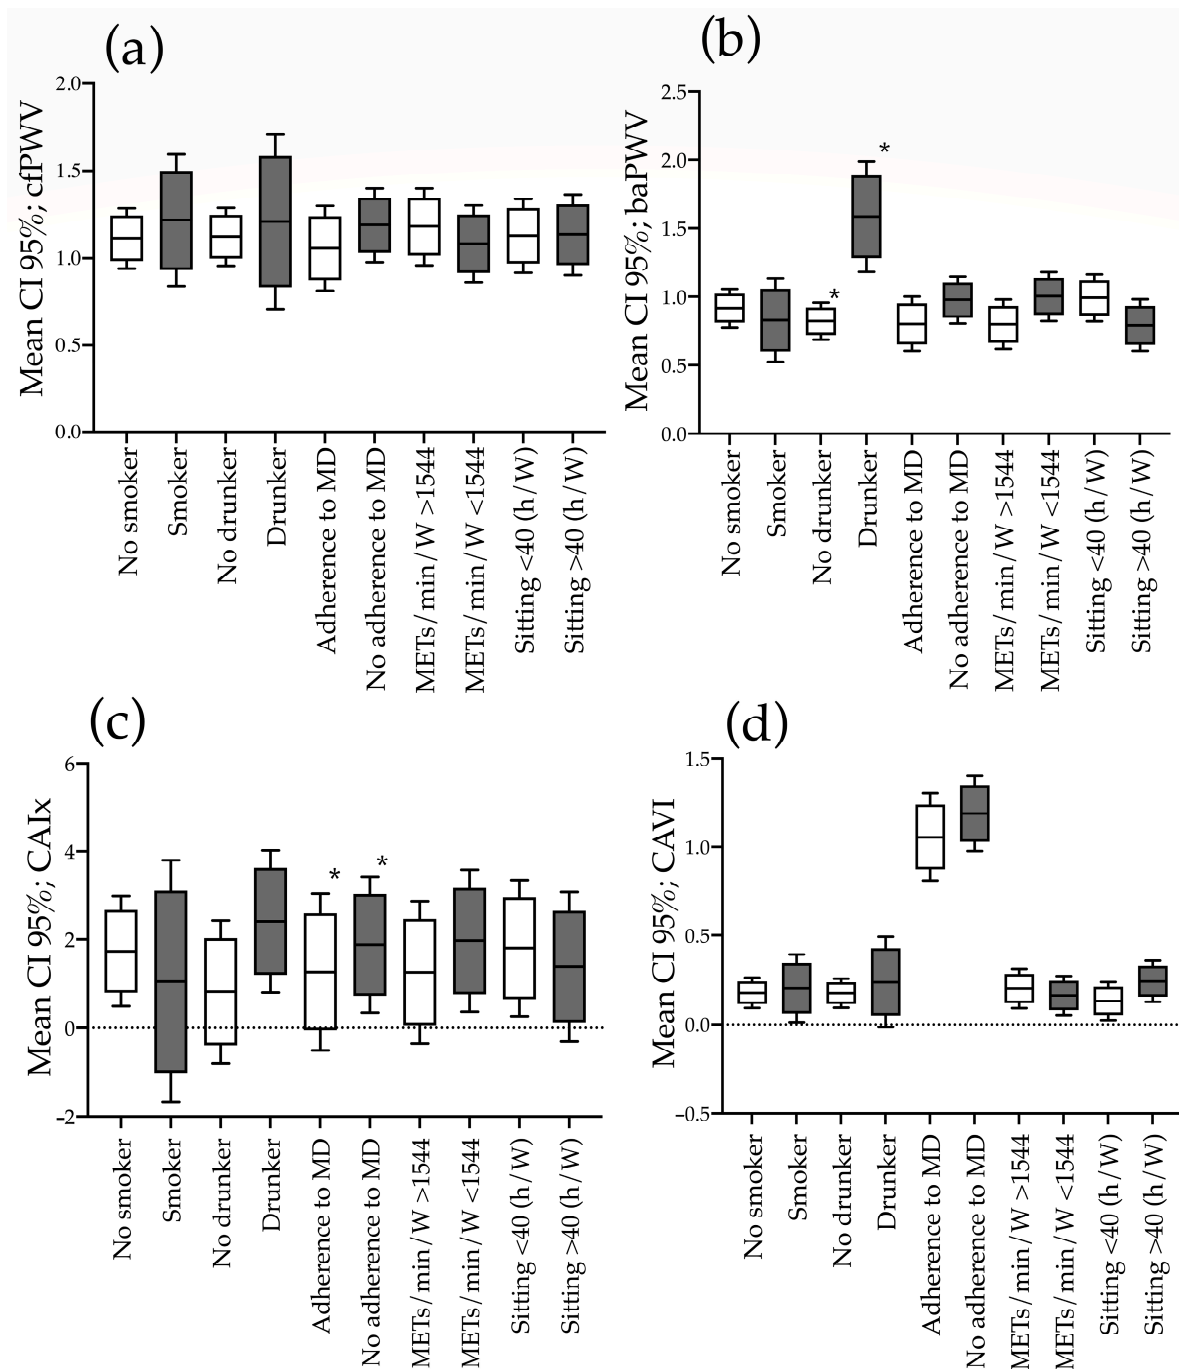 (a)
Mean CI 95%; cfPWV
2.0
1.5
1.0
0.5
0.0
No smoker
Smoker
No drunker
Drunker
Adherence to MD
No adherence to MD
METs/min/W >1544
METs/min/W <1544
Sitting <40 (h/W)
Sitting >40 (h/W)
(b)
Mean CI 95%; baPWV
2.5
2.0
1.5
1.0
0.5
0.0
*
*
No smoker
Smoker
No drunker
Drunker
Adherence to MD
No adherence to MD
METs/min/W >1544
METs/min/W <1544
Sitting <40 (h/W)
Sitting >40 (h/W)
(c)
Mean CI 95%; CAIx
6
4
2
0
-2
*
*
No smoker
Smoker
No drunker
Drunker
Adherence to MD
No adherence to MD
METs/min/W >1544
METs/min/W <1544
Sitting <40 (h/W)
Sitting >40 (h/W)
(d)
Mean CI 95%; CAVI
1.5
1.0
0.5
0.0
-0.5
No smoker
Smoker
No drunker
Drunker
Adherence to MD
No adherence to MD
METs/min/W >1544
METs/min/W <1544
Sitting <40 (h/W)
Sitting >40 (h/W)